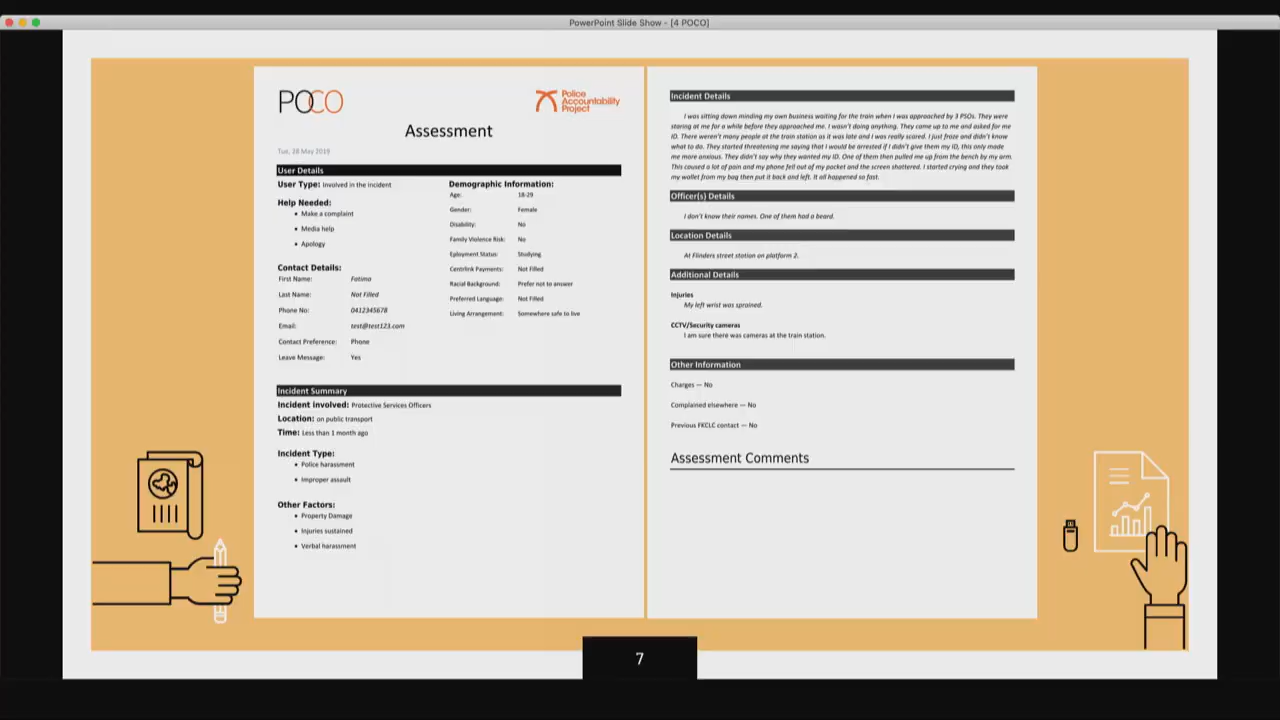 PowerPoint Slide Show - [4 POCO]
POCO
Police
Accountability
Project
Assessment
Tue, 28 May 2019
User Details
User Type: Involved in the incident
Help Needed:
• Make a complaint
• Media help
• Apology
Contact Details:
First Name: Fatima
Last Name: Not Filled
Phone No: 0412345678
Email: test@test123.com
Contact Preference: Phone
Leave Message: Yes
Demographic Information:
Age: 18-29
Gender: Female
Disability: No
Family Violence Risk: No
Eployment Status: Studying
Centrlink Payments: Not Filled
Racial Background: Prefer not to answer
Preferred Language: Not Filled
Living Arrangement: Somewhere safe to live
Incident Summary
Incident involved: Protective Services Officers
Location: on public transport
Time: Less than 1 month ago
Incident Type:
• Police harassment
• Improper assault
Other Factors:
• Property Damage
• Injuries sustained
• Verbal harassment
Incident Details
I was sitting down minding my own business waiting for the train when I was approached by 3 PSOs. They were
staring at me for a while before they approached me. I wasn't doing anything. They came up to me and asked for me
ID. There weren't many people at the train station as it was late and I was really scared. I just froze and didn't know
what to do. They started threatening me saying that I would be arrested if I didn't give them my ID, this only made
me more anxious. They didn't say why they wanted my ID. One of them then pulled me up from the bench by my arm.
This caused a lot of pain and my phone fell out of my pocket and the screen shattered. I started crying and they took
my wallet from my bag then put it back and left. It all happened so fast.
Officer(s) Details
I don't know their names. One of them had a beard.
Location Details
At Flinders street station on platform 2.
Additional Details
Injuries
My left wrist was sprained.
CCTV/Security cameras
I am sure there was cameras at the train station.
Other Information
Charges — No
Complained elsewhere — No
Previous FKCLC contact — No
Assessment Comments
7